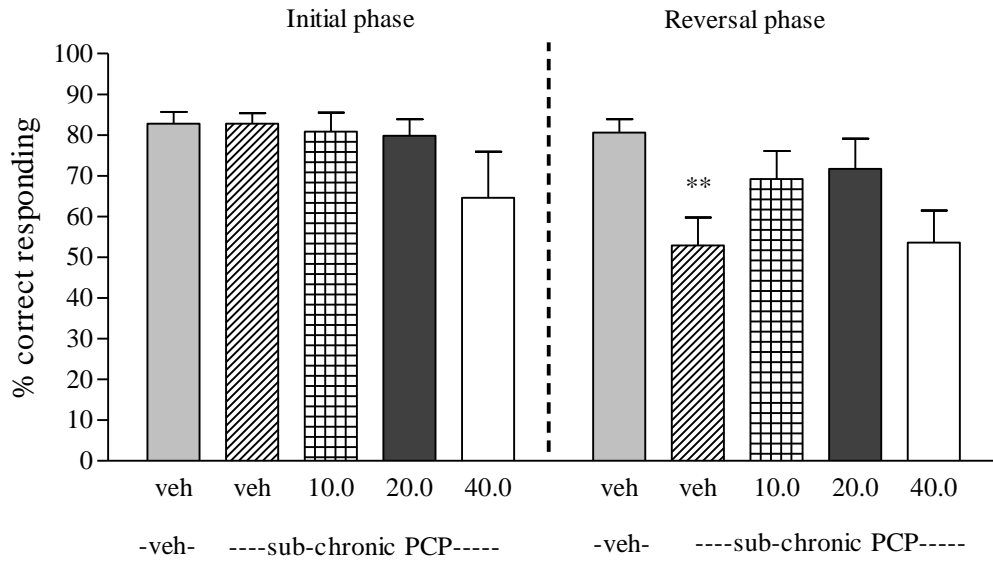 Initial phase
Reversal phase
% correct responding
100
90
80
70
60
50
40
30
20
10
0
**
veh veh 10.0 20.0 40.0 veh veh 10.0 20.0 40.0
-veh- ----sub-chronic PCP----- -veh- ----sub-chronic PCP-----